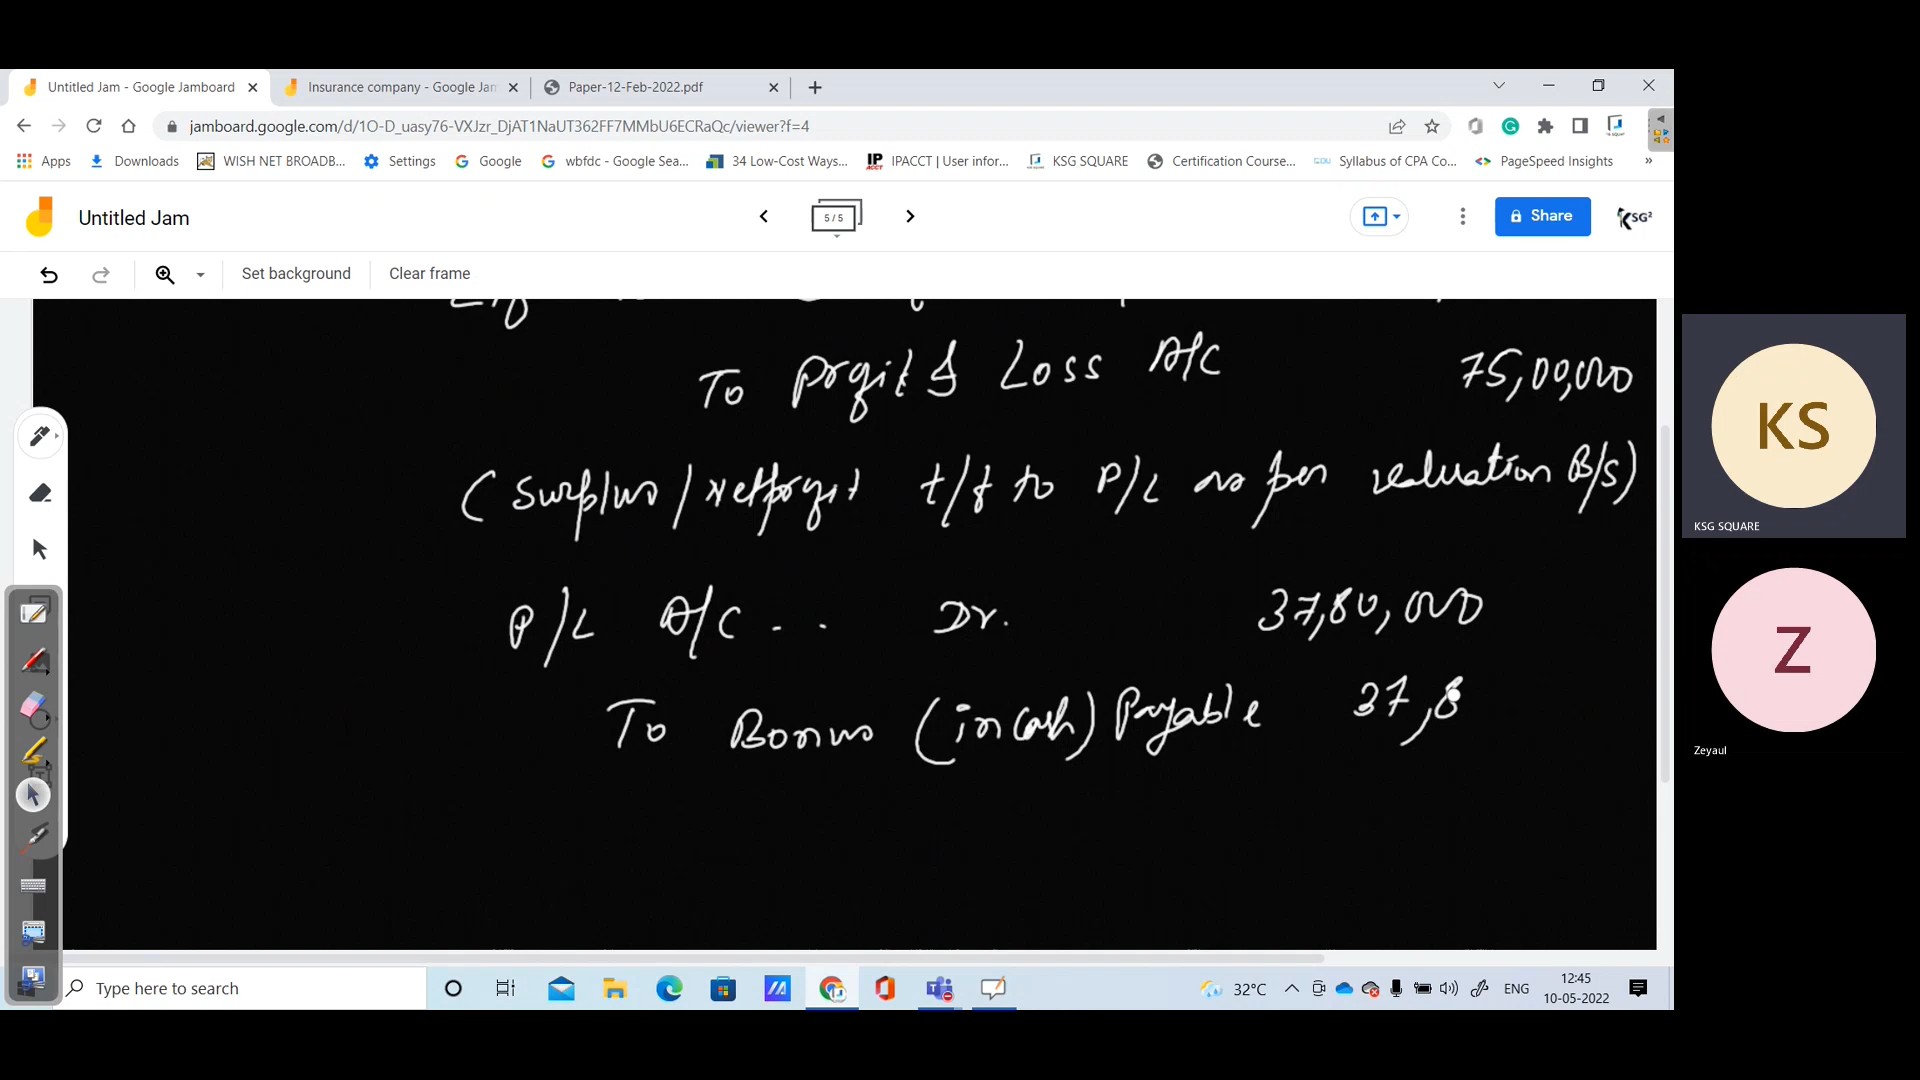 Untitled Jam - Google Jamboard
Insurance company - Google Jam
Paper-12-Feb-2022.pdf
jamboard.google.com/d/1O-D_uasy76-VXJzr_DjAT1NaUT362FF7MMbU6ECRaQc/viewer?f=4
Apps
Downloads
WISH NET BROADB...
Settings
Google
wbfdc - Google Sea...
34 Low-Cost Ways...
IPACCT | User infor...
KSG SQUARE
Certification Course...
Syllabus of CPA Co...
PageSpeed Insights
»
Untitled Jam
5 / 5
Share
KSG²
Set background
Clear frame
To Profit & Loss A/C 75,00,000
(Surplus/Netprofit t/f to P/L as per valuation B/S)
P/L A/C .. Dr. 37,80,000
To Bonus (in Cash) Payable 37,8
KS
KSG SQUARE
Z
Zeyaul
Type here to search
32°C
ENG
12:45
10-05-2022